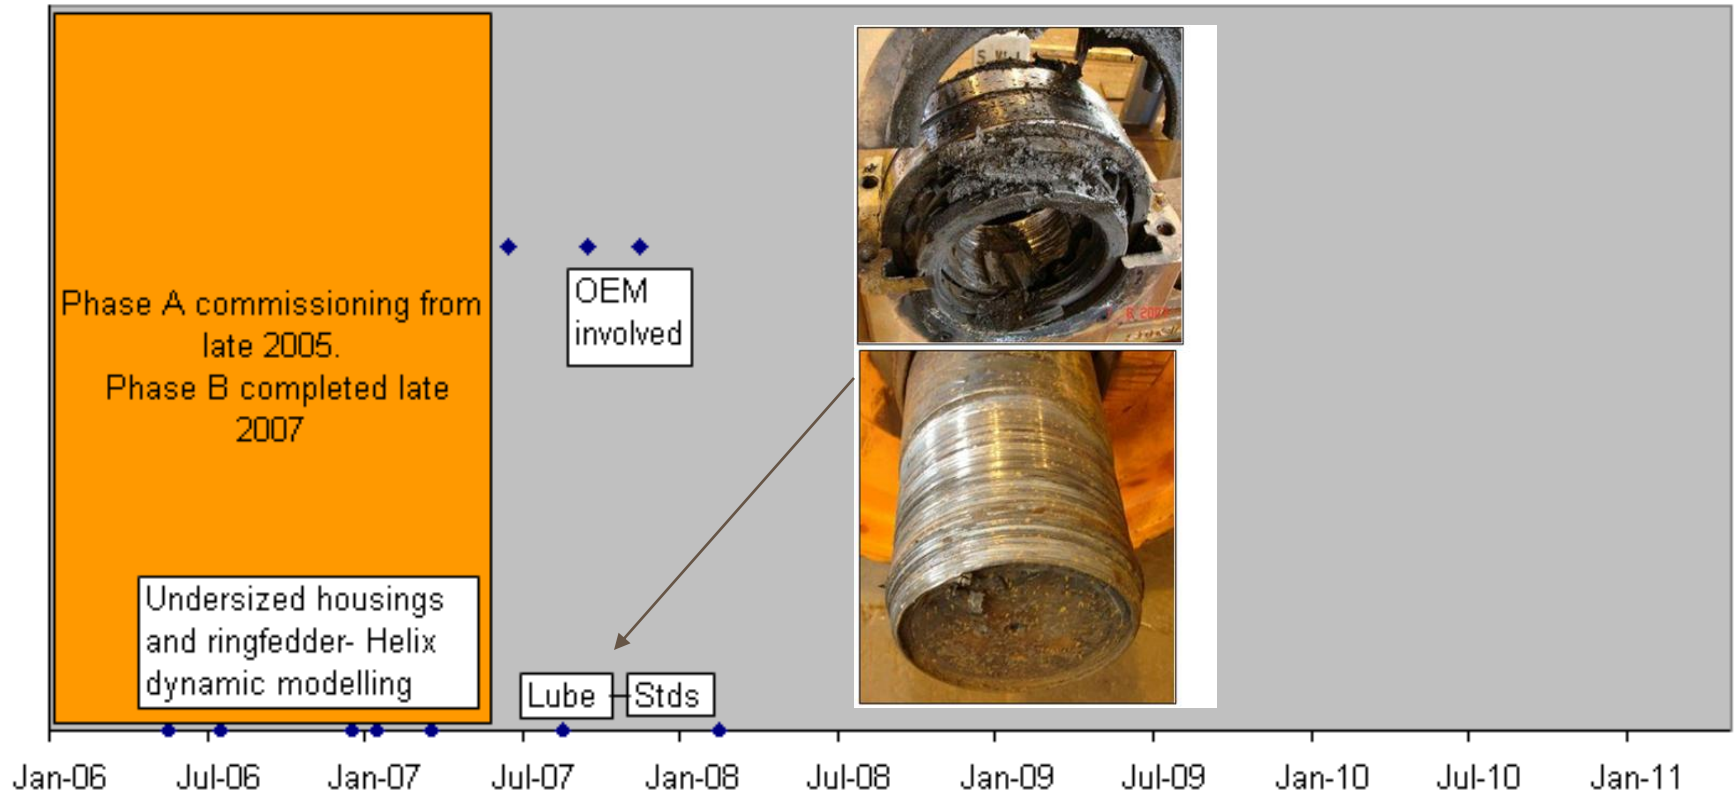 Phase A commissioning from
late 2005.
Phase B completed late
2007
OEM
involved
Undersized housings
and ringfedder- Helix
dynamic modelling
Lube
Stds
Jan-06
Jul-06
Jan-07
Jul-07
Jan-08
Jul-08
Jan-09
Jul-09
Jan-10
Jul-10
Jan-11